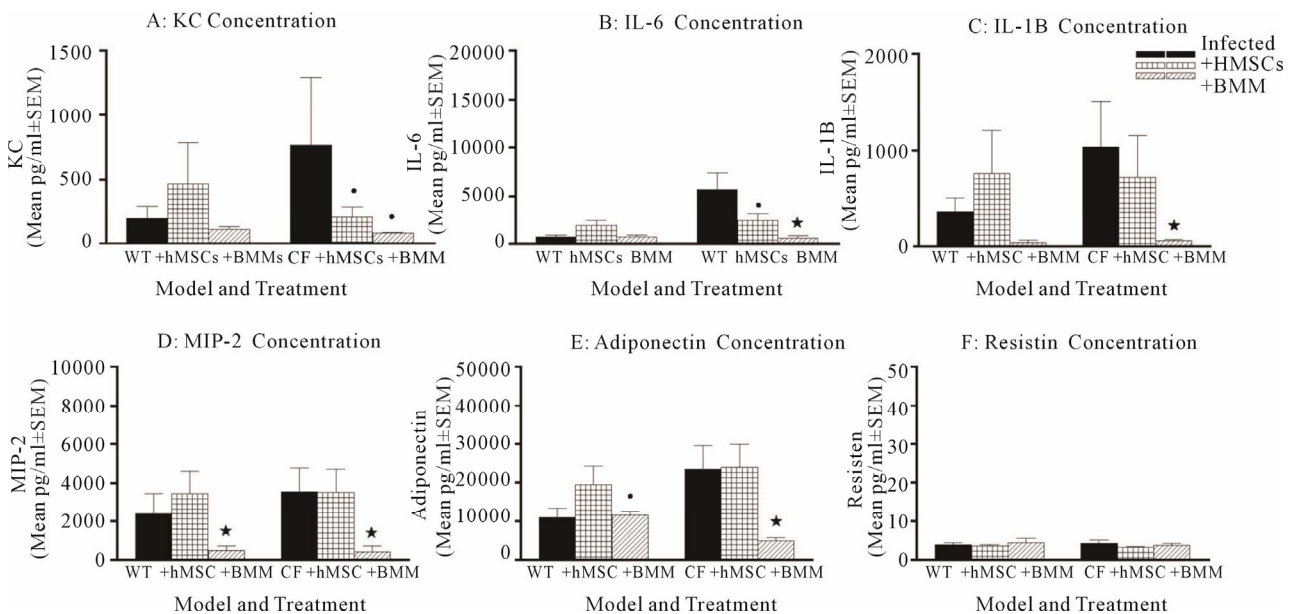 A: KC Concentration
KC
(Mean pg/ml±SEM)
1500
1000
500
0
WT +hMSCs +BMMs CF +hMSCs +BMM
Model and Treatment
B: IL-6 Concentration
IL-6
(Mean pg/ml±SEM)
20000
15000
10000
5000
0
WT hMSCs BMM WT hMSCs BMM
Model and Treatment
C: IL-1B Concentration
Infected
+HMSCs
+BMM
IL-1B
(Mean pg/ml±SEM)
2000
1000
0
WT +hMSC +BMM CF +hMSC +BMM
Model and Treatment
D: MIP-2 Concentration
MIP-2
(Mean pg/ml±SEM)
10000
8000
6000
4000
2000
0
WT +hMSC +BMM CF +hMSC +BMM
Model and Treatment
E: Adiponectin Concentration
Adiponectin
(Mean pg/ml±SEM)
50000
40000
30000
20000
10000
0
WT +hMSC +BMM CF +hMSC +BMM
Model and Treatment
F: Resistin Concentration
Resisten
(Mean pg/ml±SEM)
50
40
30
20
10
0
WT +hMSC +BMM CF +hMSC +BMM
Model and Treatment